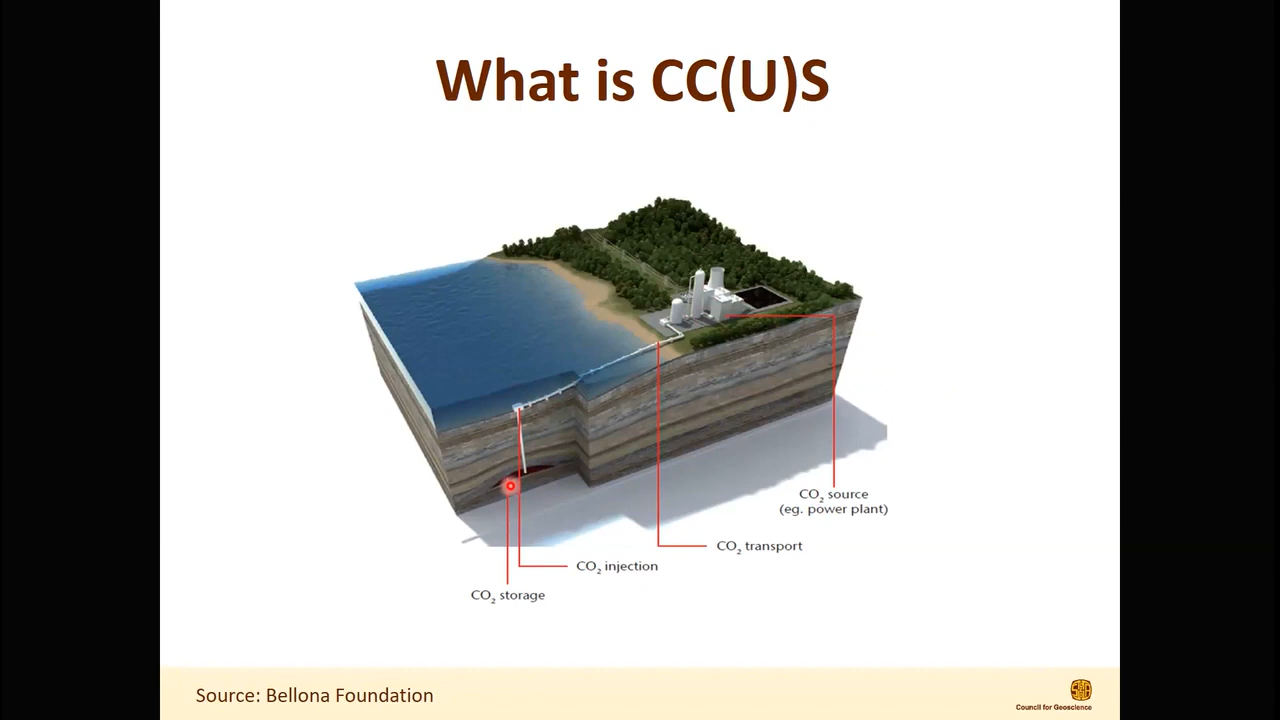 What is CC(U)S
CO₂ source
(eg. power plant)
CO₂ transport
CO₂ injection
CO₂ storage
Source: Bellona Foundation
Council for Geoscience